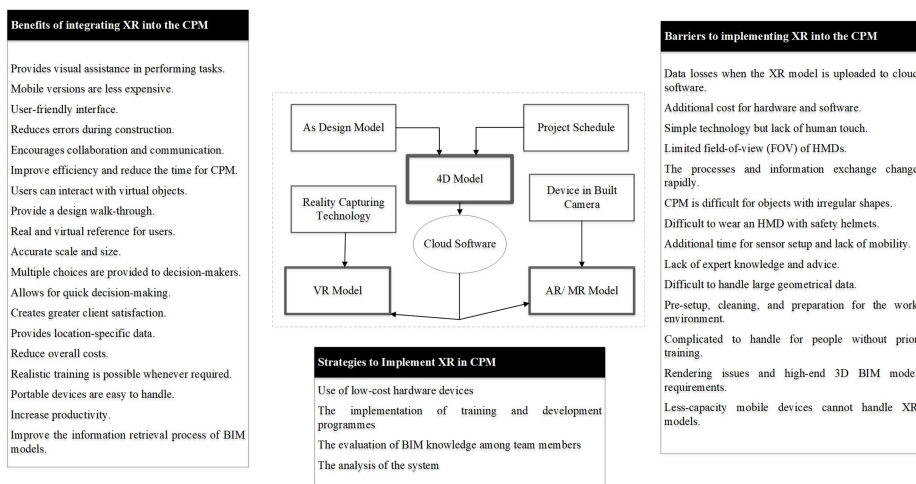 Benefits of integrating XR into the CPM
Provides visual assistance in performing tasks.
Mobile versions are less expensive.
User-friendly interface.
Reduces errors during construction.
Encourages collaboration and communication.
Improve efficiency and reduce the time for CPM.
Users can interact with virtual objects.
Provide a design walk-through.
Real and virtual reference for users.
Accurate scale and size.
Multiple choices are provided to decision-makers.
Allows for quick decision-making.
Creates greater client satisfaction.
Provides location-specific data.
Reduce overall costs.
Realistic training is possible whenever required.
Portable devices are easy to handle.
Increase productivity.
Improve the information retrieval process of BIM
models.
As Design Model
Project Schedule
4D Model
Reality Capturing
Technology
Device in Built
Camera
Cloud Software
VR Model
AR/ MR Model
Strategies to Implement XR in CPM
Use of low-cost hardware devices
The implementation of training and development
programmes
The evaluation of BIM knowledge among team members
The analysis of the system
Barriers to implementing XR into the CPM
Data losses when the XR model is uploaded to cloud
software.
Additional cost for hardware and software.
Simple technology but lack of human touch.
Limited field-of-view (FOV) of HMDs.
The processes and information exchange change
rapidly.
CPM is difficult for objects with irregular shapes.
Difficult to wear an HMD with safety helmets.
Additional time for sensor setup and lack of mobility.
Lack of expert knowledge and advice.
Difficult to handle large geometrical data.
Pre-setup, cleaning, and preparation for the work
environment.
Complicated to handle for people without prior
training.
Rendering issues and high-end 3D BIM model
requirements.
Less-capacity mobile devices cannot handle XR
models.